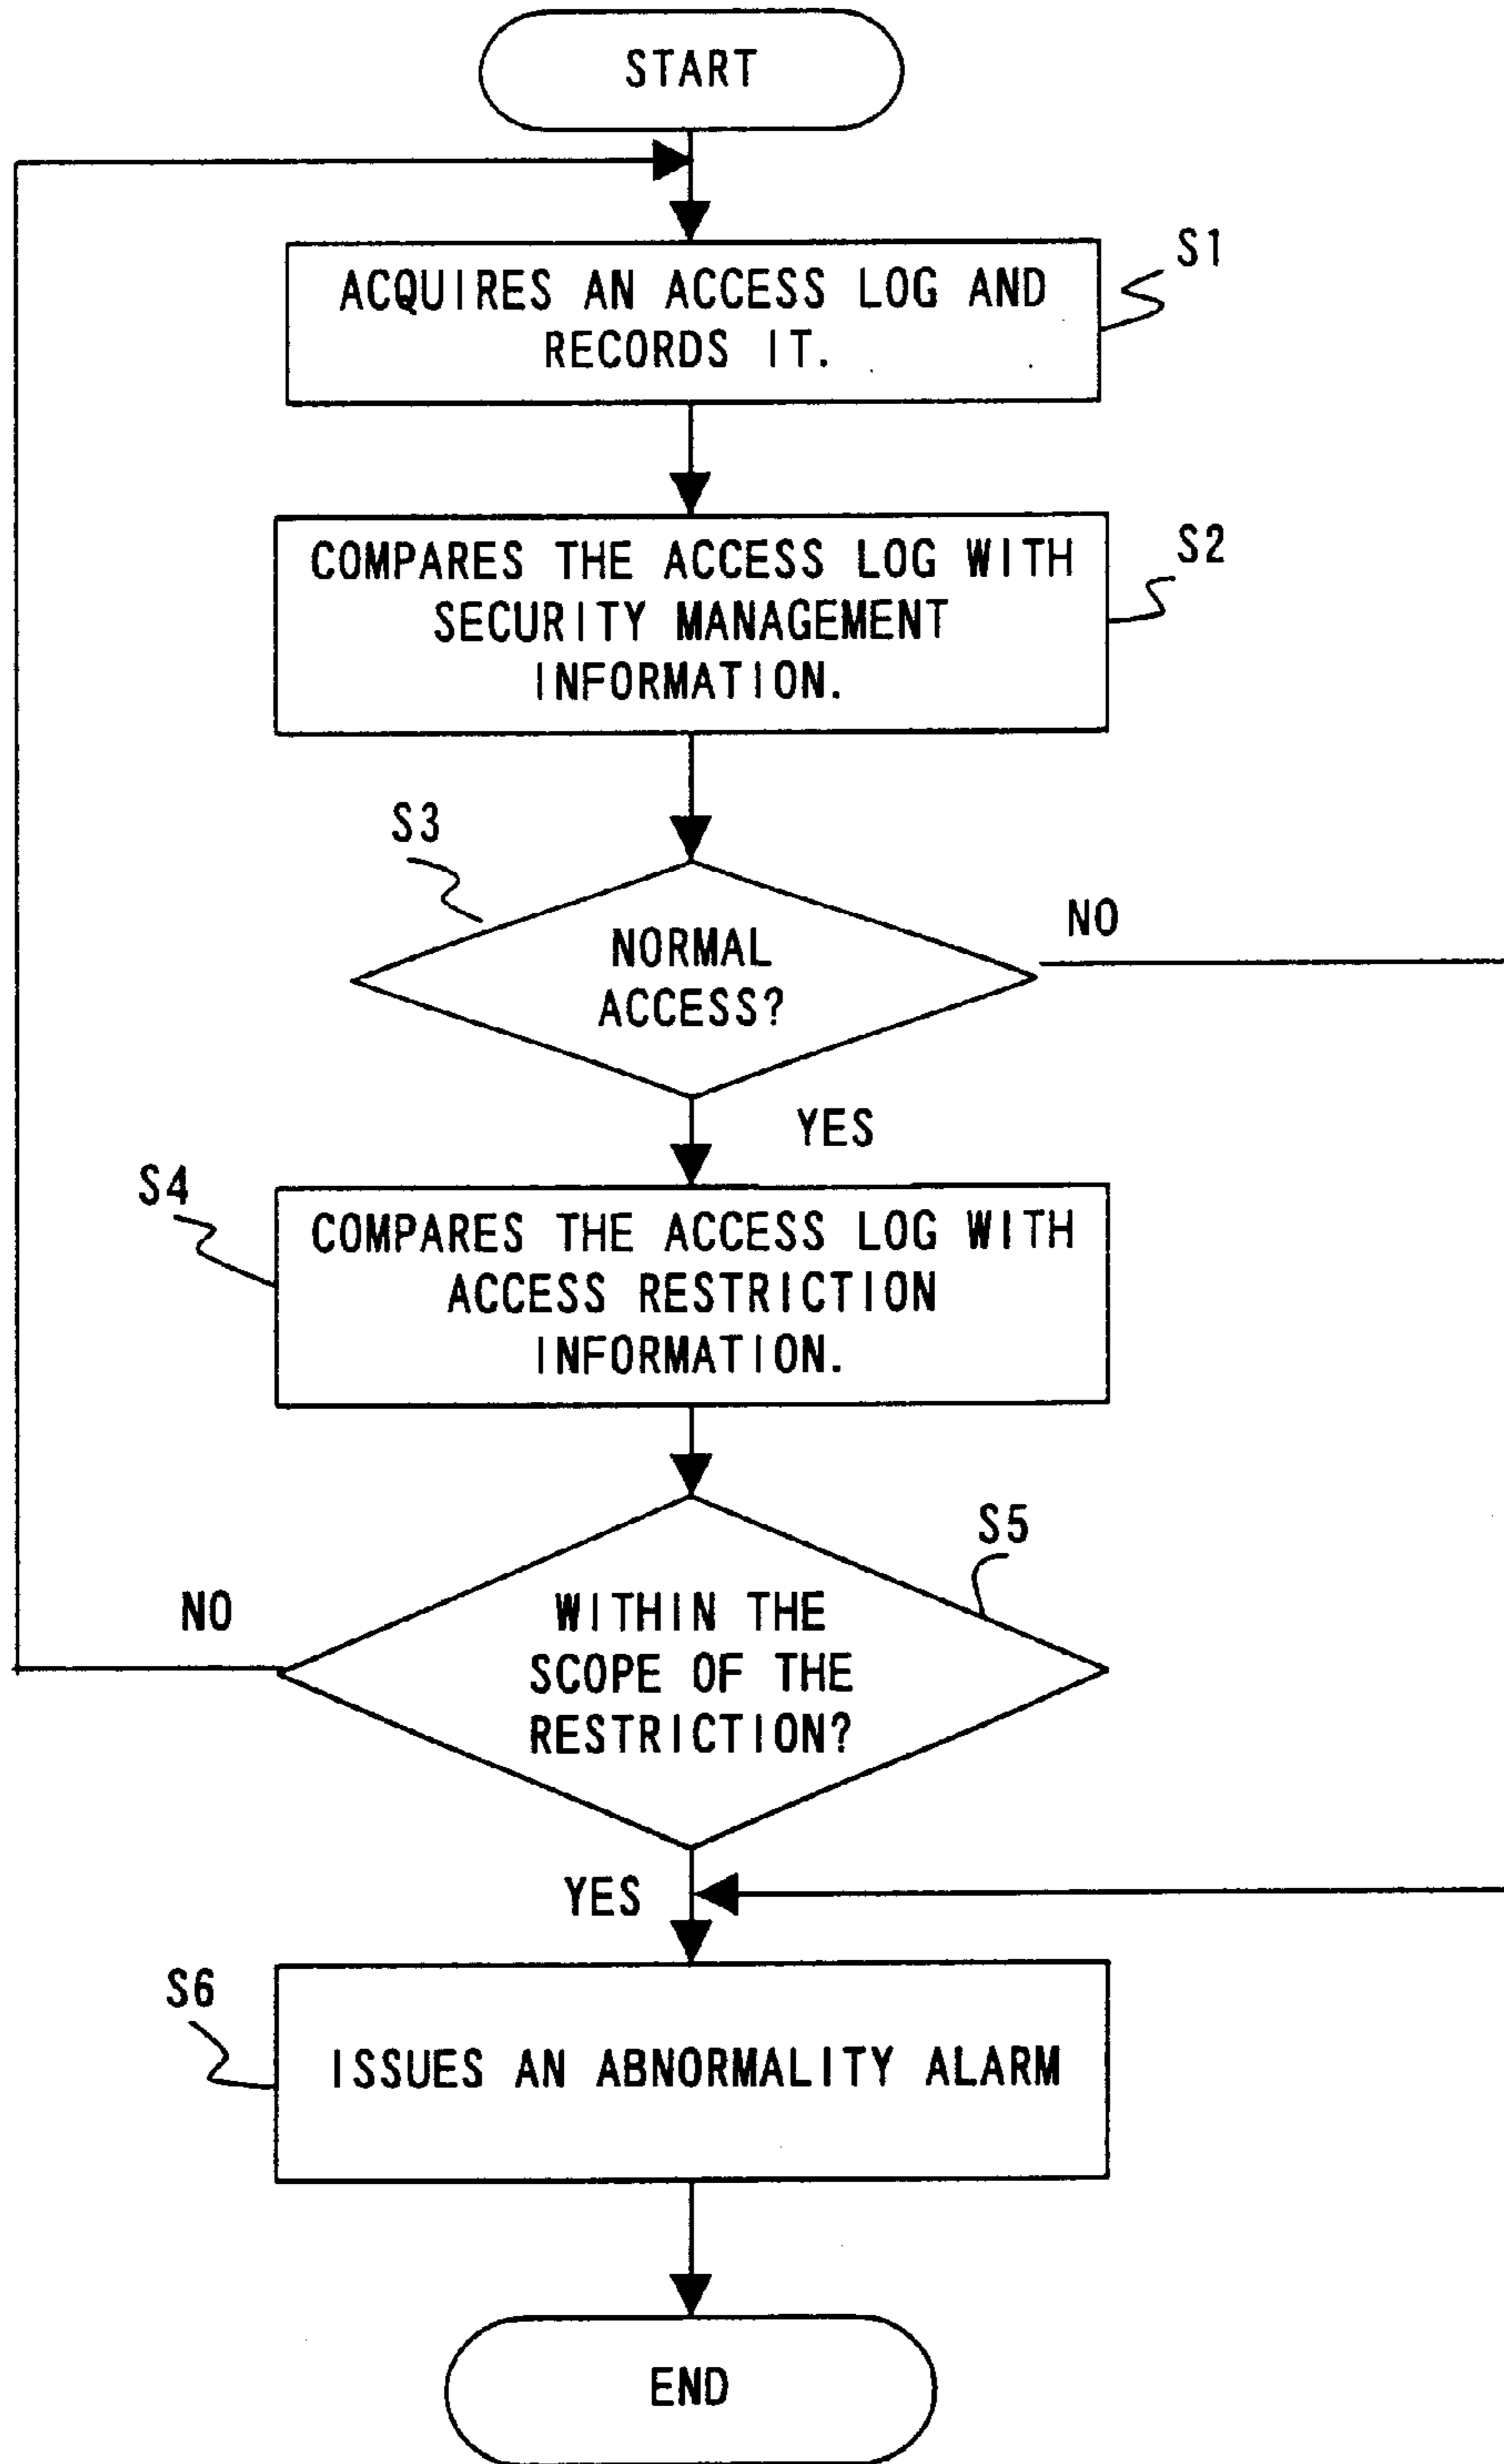 START
S1
ACQUIRES AN ACCESS LOG AND
RECORDS IT.
S2
COMPARES THE ACCESS LOG WITH
SECURITY MANAGEMENT
INFORMATION.
S3
NO
NORMAL
ACCESS?
YES
S4
COMPARES THE ACCESS LOG WITH
ACCESS RESTRICTION
INFORMATION.
S5
NO
WITHIN THE
SCOPE OF THE
RESTRICTION?
YES
S6
ISSUES AN ABNORMALITY ALARM
END